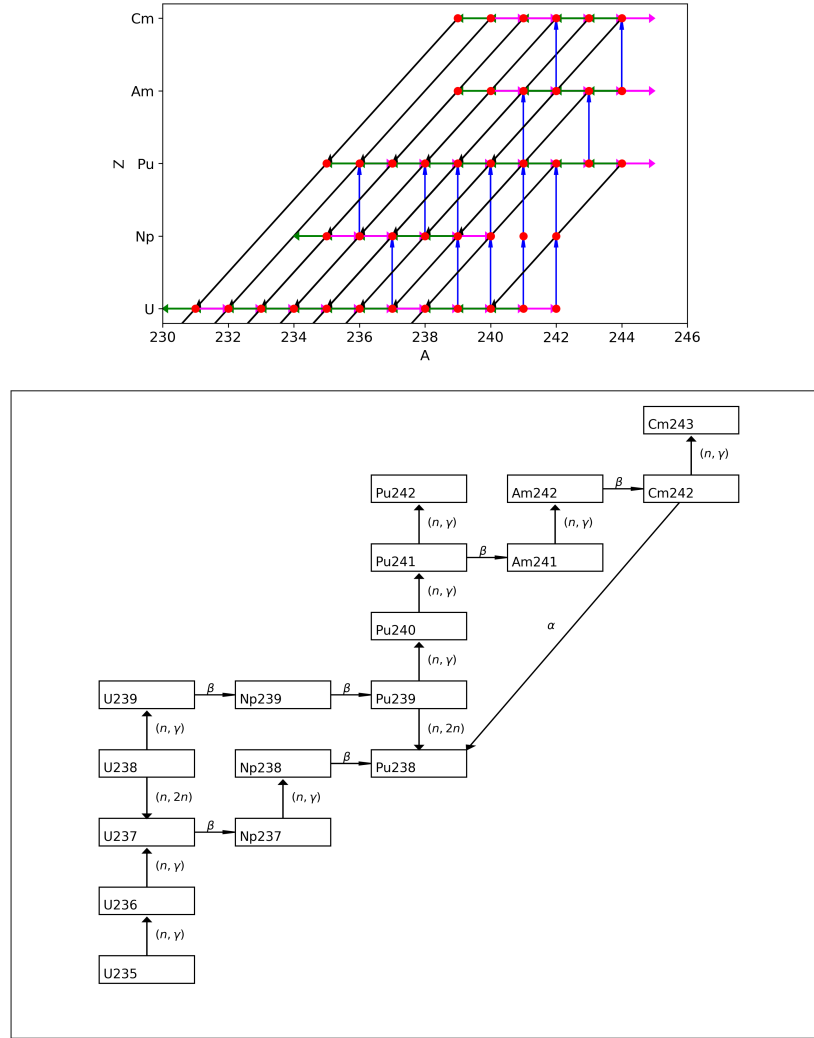 Cm
Am
Z Pu
Np
U
230 232 234 236 238 240 242 244 246
A
Cm243
(n, γ)
Pu242 Am242 β Cm242
(n, γ) (n, γ)
Pu241 β Am241
(n, γ) α
Pu240
(n, γ)
U239 β Np239 β Pu239
(n, γ) (n, 2n)
U238 Np238 β Pu238
(n, 2n) (n, γ)
U237 β Np237
(n, γ)
U236
(n, γ)
U235